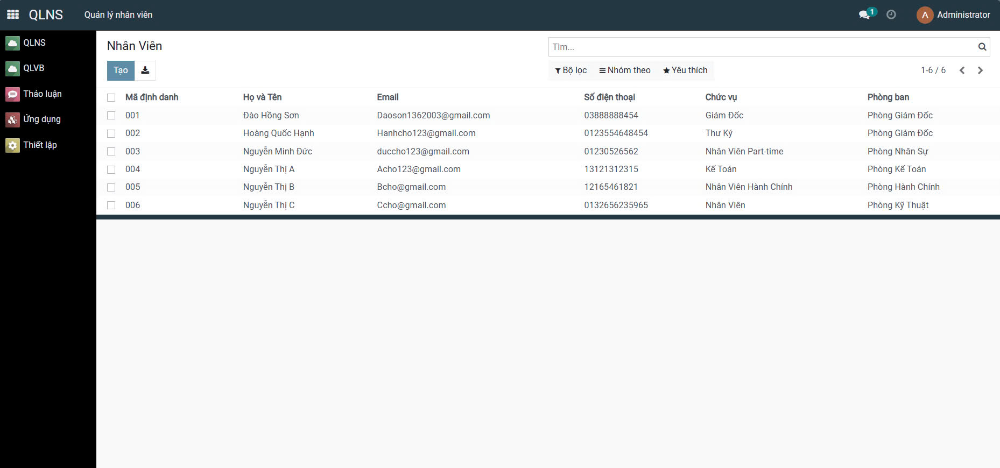 QLNS Quản lý nhân viên 1 A Administrator
QLNS
QLVB
Thảo luận
Ứng dụng
Thiết lập
Nhân Viên
Tìm...
Tạo
Bộ lọc Nhóm theo Yêu thích 1-6 / 6
Mã định danh Họ và Tên Email Số điện thoại Chức vụ Phòng ban
001 Đào Hồng Sơn Daoson1362003@gmail.com 03888888454 Giám Đốc Phòng Giám Đốc
002 Hoàng Quốc Hạnh Hanhcho123@gmail.com 0123554648454 Thư Ký Phòng Giám Đốc
003 Nguyễn Minh Đức duccho123@gmail.com 01230526562 Nhân Viên Part-time Phòng Nhân Sự
004 Nguyễn Thị A Acho123@gmail.com 13121312315 Kế Toán Phòng Kế Toán
005 Nguyễn Thị B Bcho@gmail.com 12165461821 Nhân Viên Hành Chính Phòng Hành Chính
006 Nguyễn Thị C Ccho@gmail.com 0132656235965 Nhân Viên Phòng Kỹ Thuật